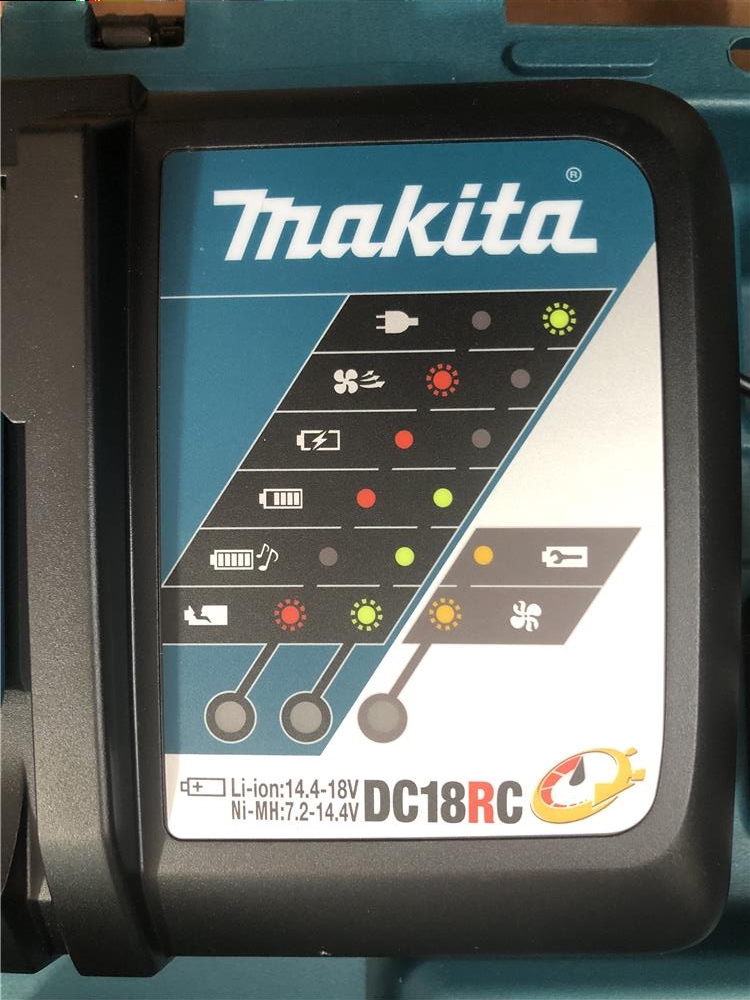 makita®
Li-ion:14.4-18V
Ni-MH:7.2-14.4V
DC18RC